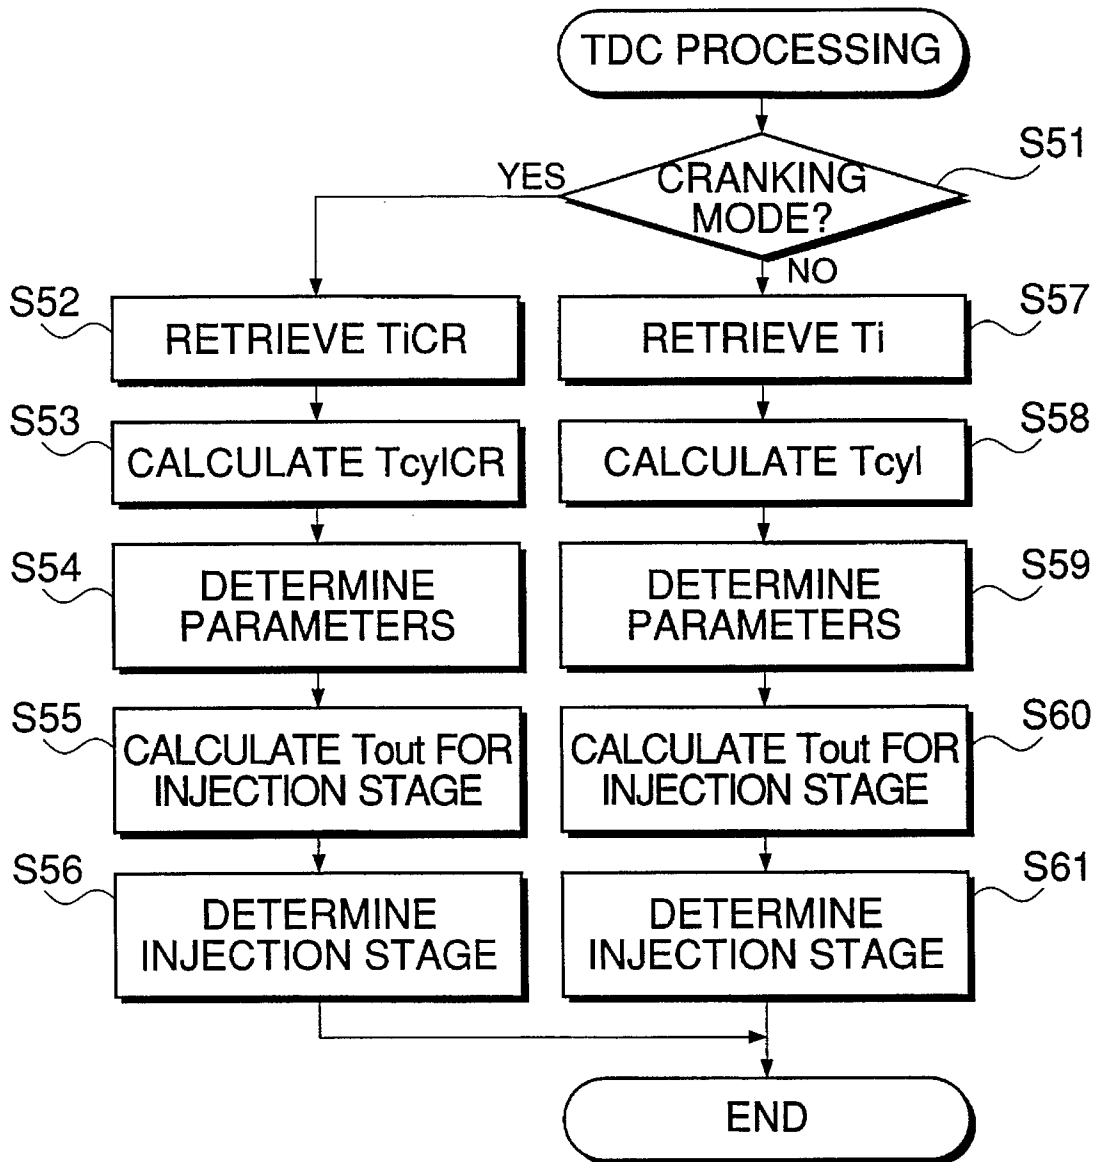 TDC PROCESSING
S51
CRANKING
MODE?
YES
NO
S52
RETRIEVE TiCR
S53
CALCULATE TcylCR
S54
DETERMINE
PARAMETERS
S55
CALCULATE Tout FOR
INJECTION STAGE
S56
DETERMINE
INJECTION STAGE
S57
RETRIEVE Ti
S58
CALCULATE Tcyl
S59
DETERMINE
PARAMETERS
S60
CALCULATE Tout FOR
INJECTION STAGE
S61
DETERMINE
INJECTION STAGE
END